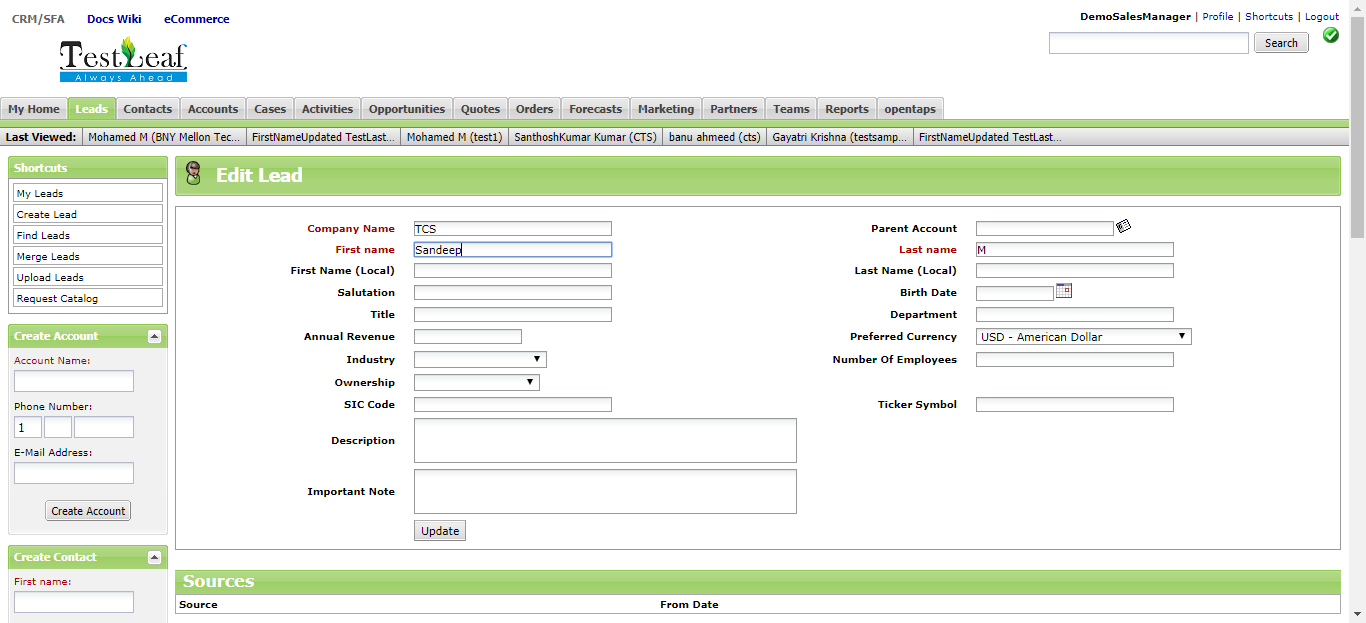 CRM/SFA Docs Wiki eCommerce
DemoSalesManager | Profile | Shortcuts | Logout
Search
TestLeaf
Always Ahead
My Home Leads Contacts Accounts Cases Activities Opportunities Quotes Orders Forecasts Marketing Partners Teams Reports opentaps
Last Viewed: Mohamed M (BNY Mellon Tec... FirstNameUpdated TestLast... Mohamed M (test1) SanthoshKumar Kumar (CTS) banu ahmeed (cts) Gayatri Krishna (testsamp... FirstNameUpdated TestLast...
Shortcuts
My Leads
Create Lead
Find Leads
Merge Leads
Upload Leads
Request Catalog
Create Account
Account Name:
Phone Number:
1
E-Mail Address:
Create Account
Create Contact
First name:
Edit Lead
Company Name TCS Parent Account
First name Sandeep Last name M
First Name (Local) Last Name (Local)
Salutation Birth Date
Title Department
Annual Revenue Preferred Currency USD - American Dollar
Industry Number Of Employees
Ownership
SIC Code Ticker Symbol
Description
Important Note
Update
Sources
Source From Date